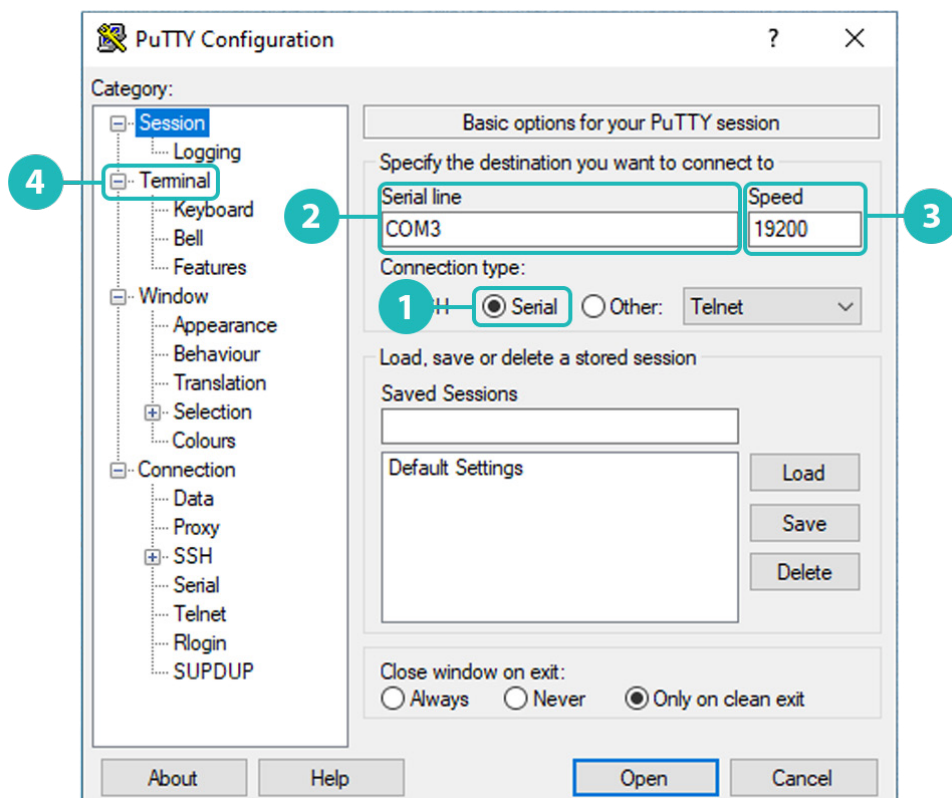 PuTTY Configuration ? ×
Category:
Session
Logging
4
Terminal
Keyboard
Bell
Features
Window
Appearance
Behaviour
Translation
Selection
Colours
Connection
Data
Proxy
SSH
Serial
Telnet
Rlogin
SUPDUP
Basic options for your PuTTY session
Specify the destination you want to connect to
2 Serial line Speed
COM3 19200 3
Connection type:
1 H Serial Other: Telnet
Load, save or delete a stored session
Saved Sessions
Default Settings
Load
Save
Delete
Close window on exit:
Always Never Only on clean exit
About Help Open Cancel